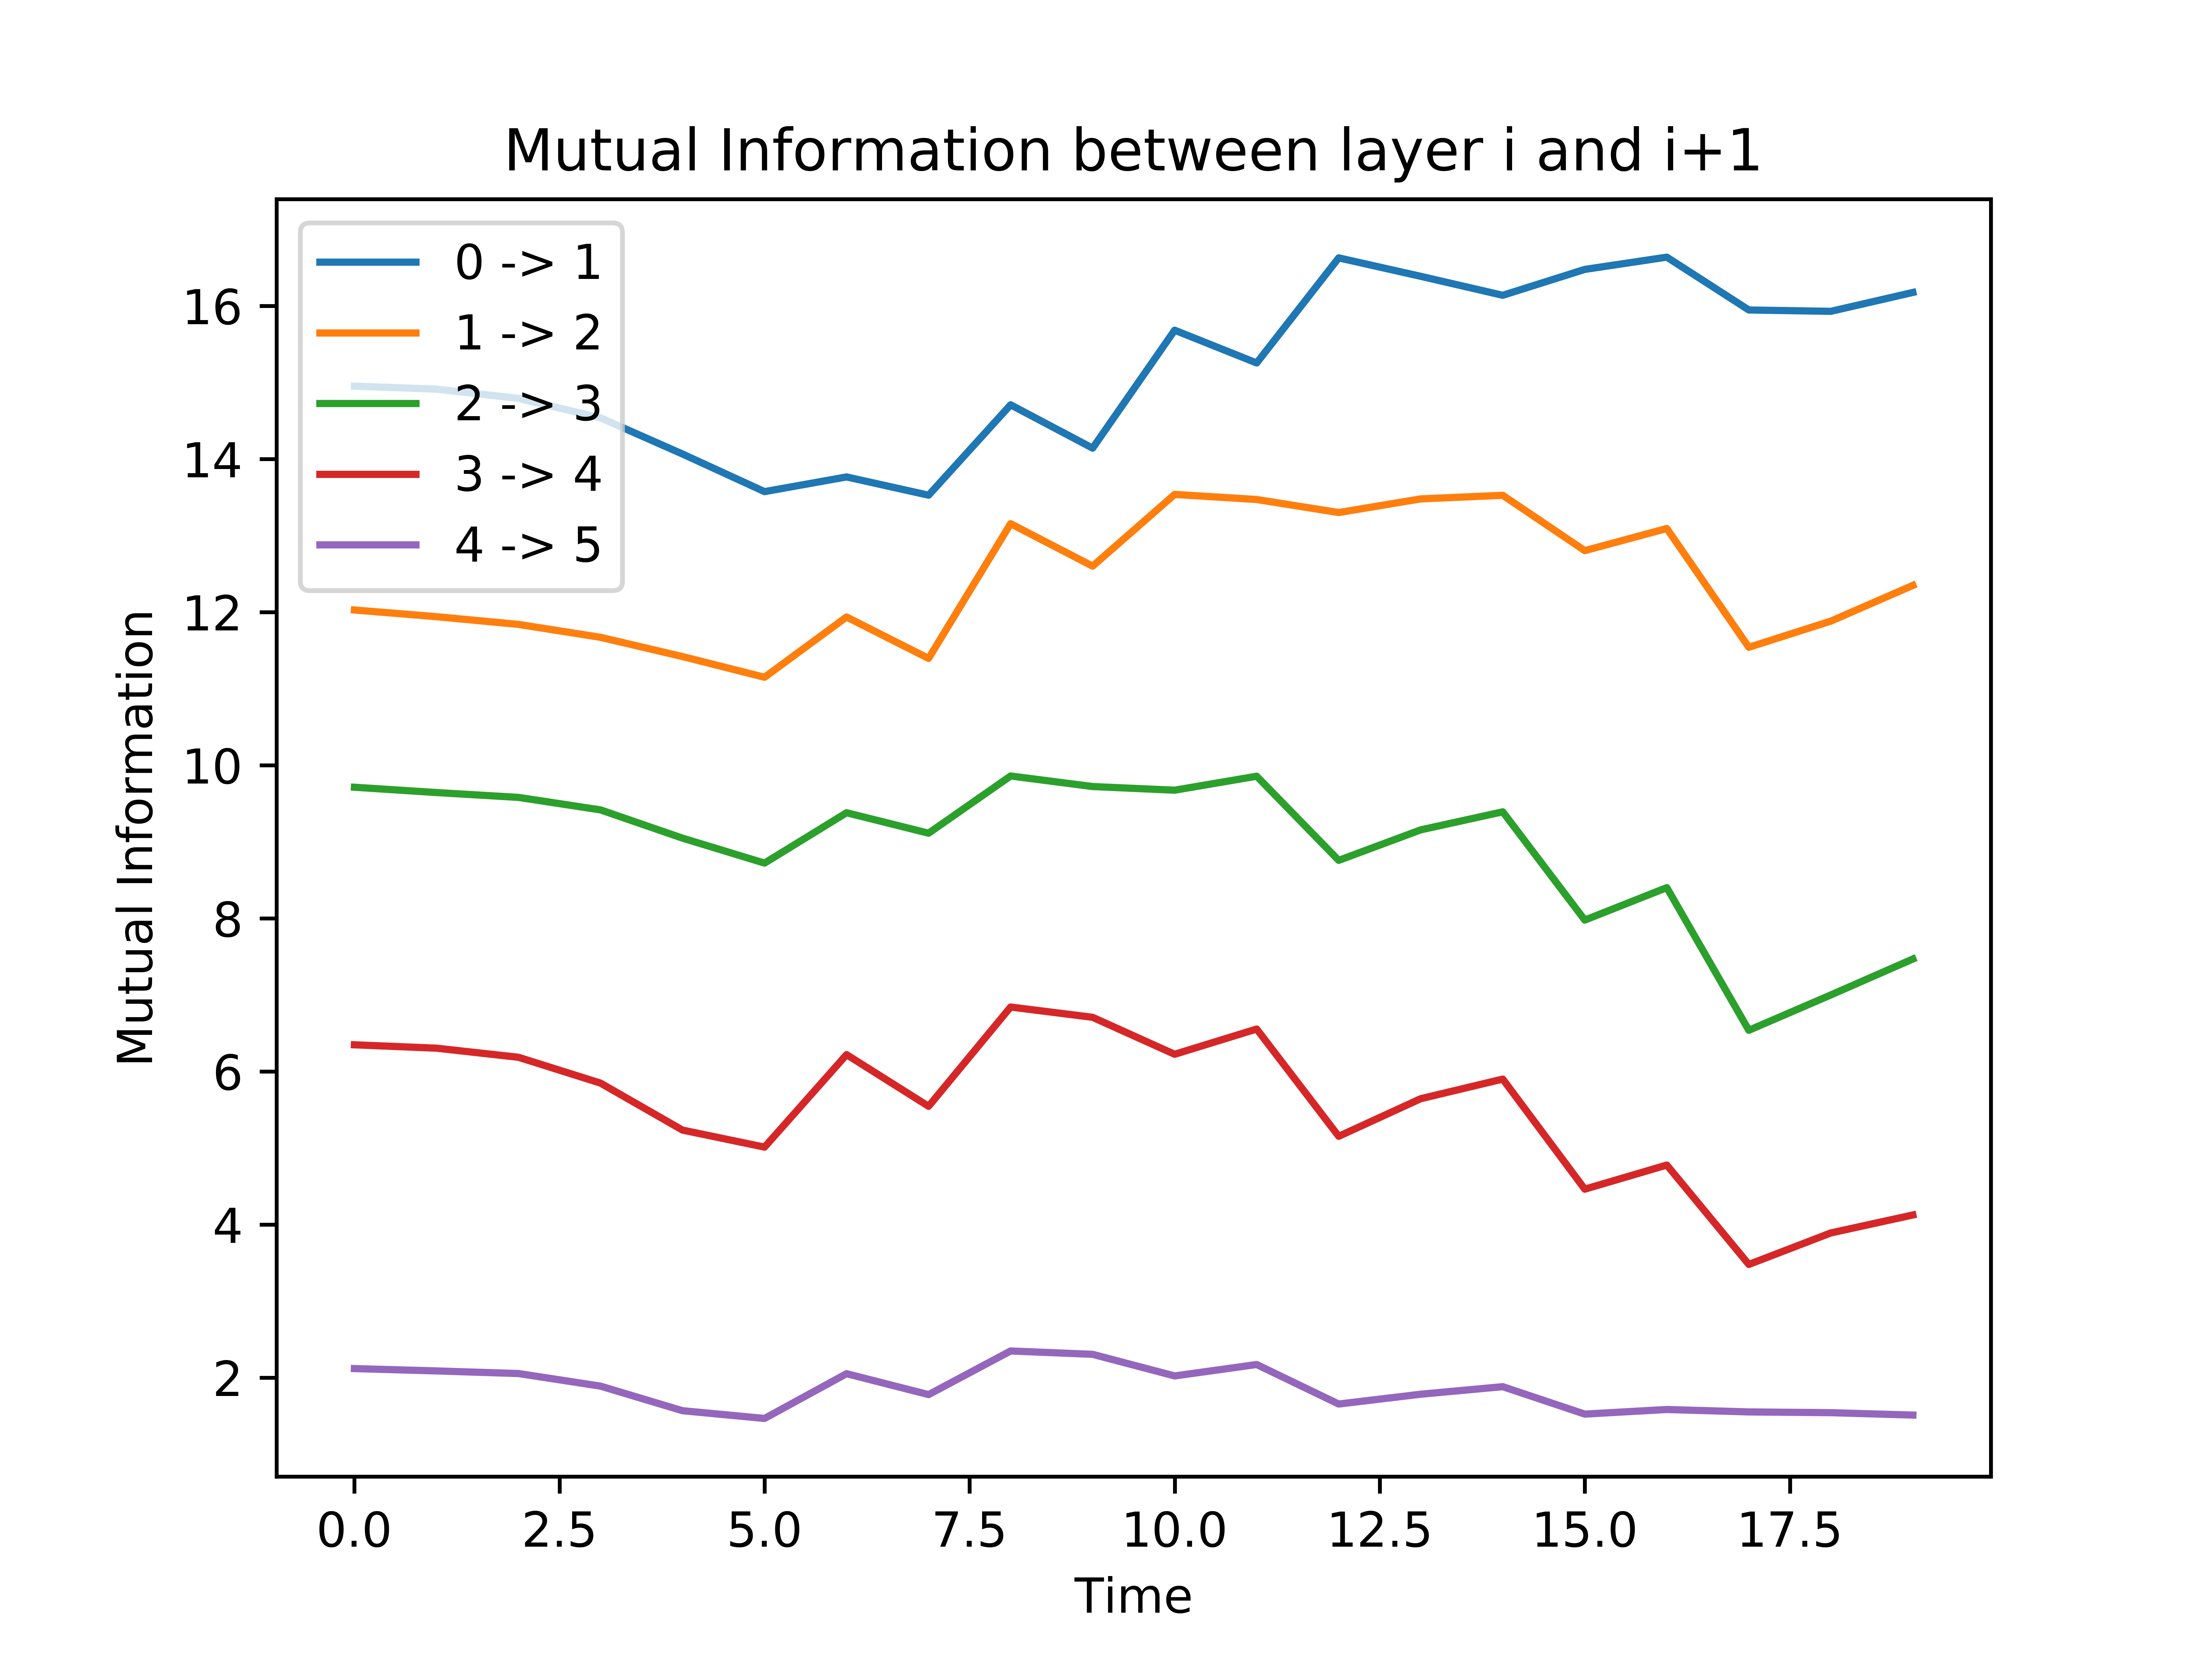 Mutual Information between layer i and i+1
0 -> 1
1 -> 2
2 -> 3
3 -> 4
4 -> 5
16
14
12
10
8
6
4
2
Mutual Information
0.0 2.5 5.0 7.5 10.0 12.5 15.0 17.5
Time